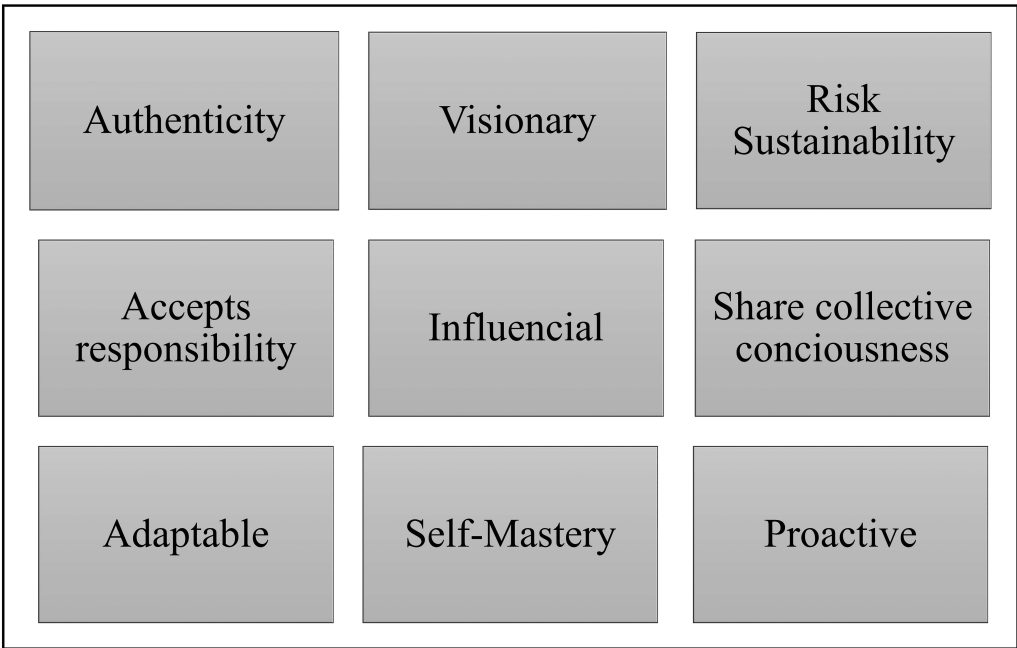 Authenticity
Visionary
Risk
Sustainability
Accepts
responsibility
Influencial
Share collective
conciousness
Adaptable
Self-Mastery
Proactive